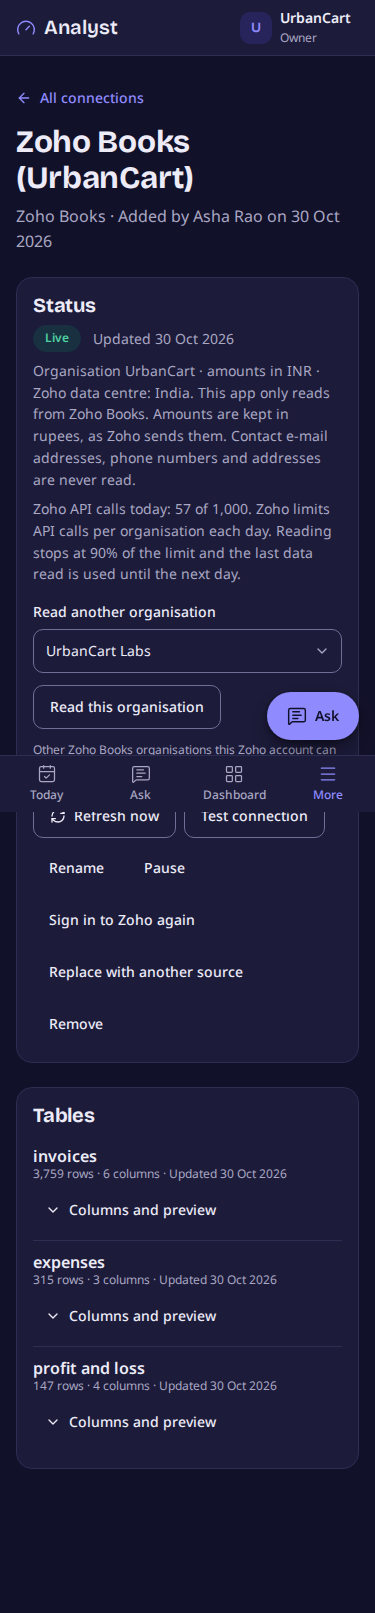 Analyst
U
UrbanCart
Owner
All connections
Zoho Books
(UrbanCart)
Zoho Books · Added by Asha Rao on 30 Oct
2026
Status
Live
Updated 30 Oct 2026
Organisation UrbanCart · amounts in INR ·
Zoho data centre: India. This app only reads
from Zoho Books. Amounts are kept in
rupees, as Zoho sends them. Contact e-mail
addresses, phone numbers and addresses
are never read.
Zoho API calls today: 57 of 1,000. Zoho limits
API calls per organisation each day. Reading
stops at 90% of the limit and the last data
read is used until the next day.
Read another organisation
UrbanCart Labs
Read this organisation
Ask
Other Zoho Books organisations this Zoho account can
Today
Ask
Dashboard
More
Refresh now
Test connection
Rename
Pause
Sign in to Zoho again
Replace with another source
Remove
Tables
invoices
3,759 rows · 6 columns · Updated 30 Oct 2026
Columns and preview
expenses
315 rows · 3 columns · Updated 30 Oct 2026
Columns and preview
profit and loss
147 rows · 4 columns · Updated 30 Oct 2026
Columns and preview